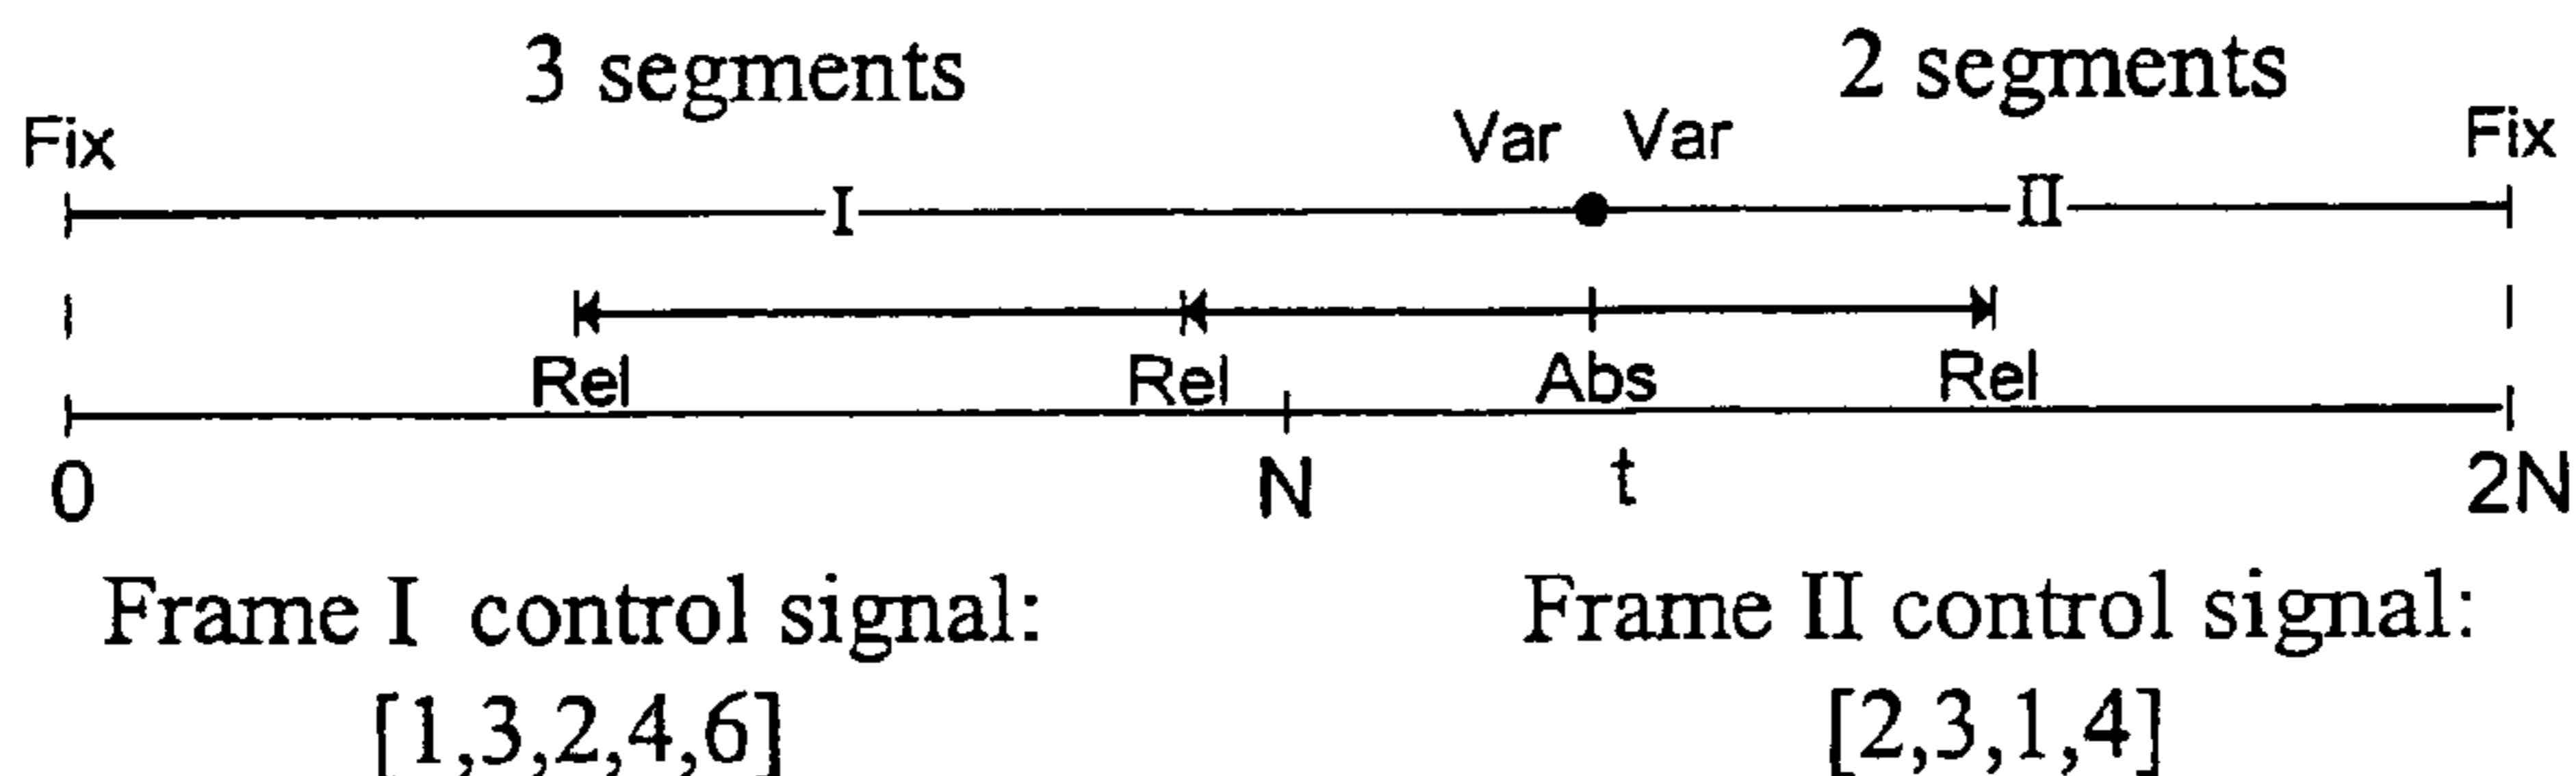 3 segments 2 segments
Fix Var Var Fix
I II
Rel Rel Abs Rel
0 N t 2N
Frame I control signal: Frame II control signal:
[1,3,2,4,6] [2,3,1,4]